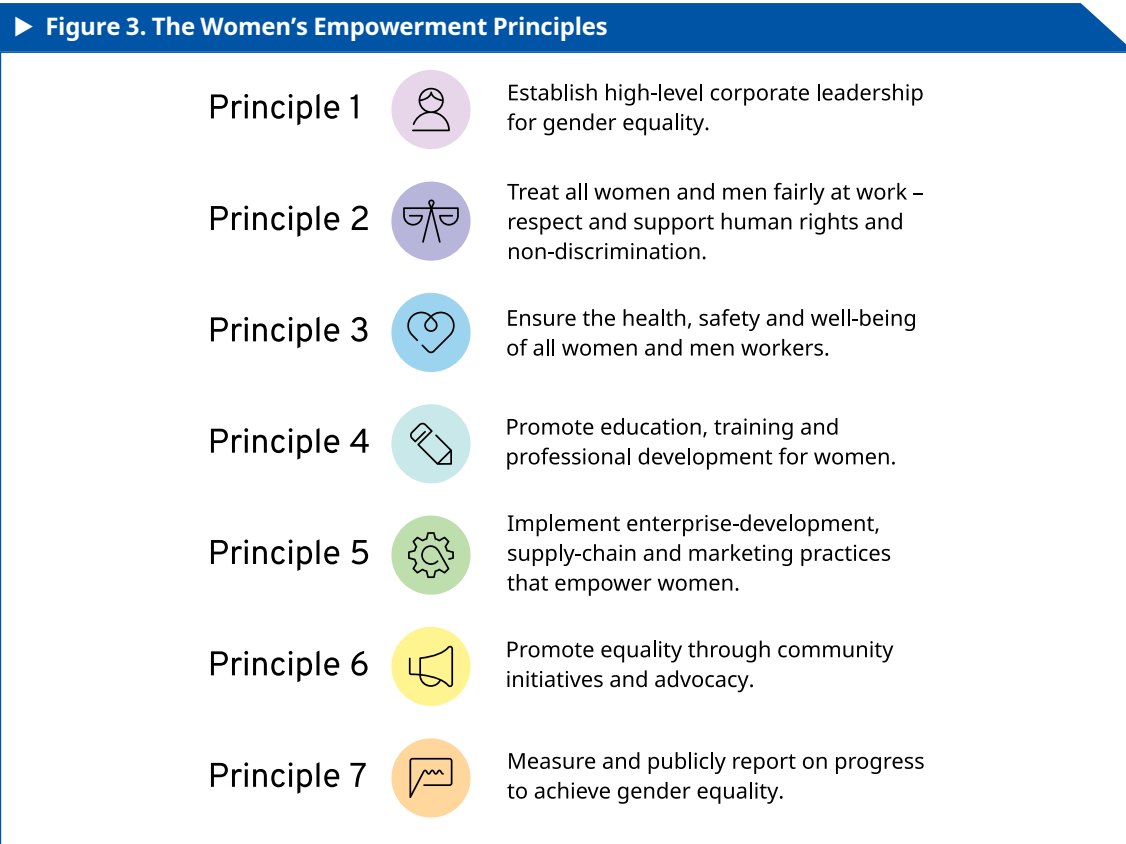 ▶ Figure 3. The Women’s Empowerment Principles
Principle 1
Establish high-level corporate leadership
for gender equality.
Principle 2
Treat all women and men fairly at work –
respect and support human rights and
non-discrimination.
Principle 3
Ensure the health, safety and well-being
of all women and men workers.
Principle 4
Promote education, training and
professional development for women.
Principle 5
Implement enterprise-development,
supply-chain and marketing practices
that empower women.
Principle 6
Promote equality through community
initiatives and advocacy.
Principle 7
Measure and publicly report on progress
to achieve gender equality.